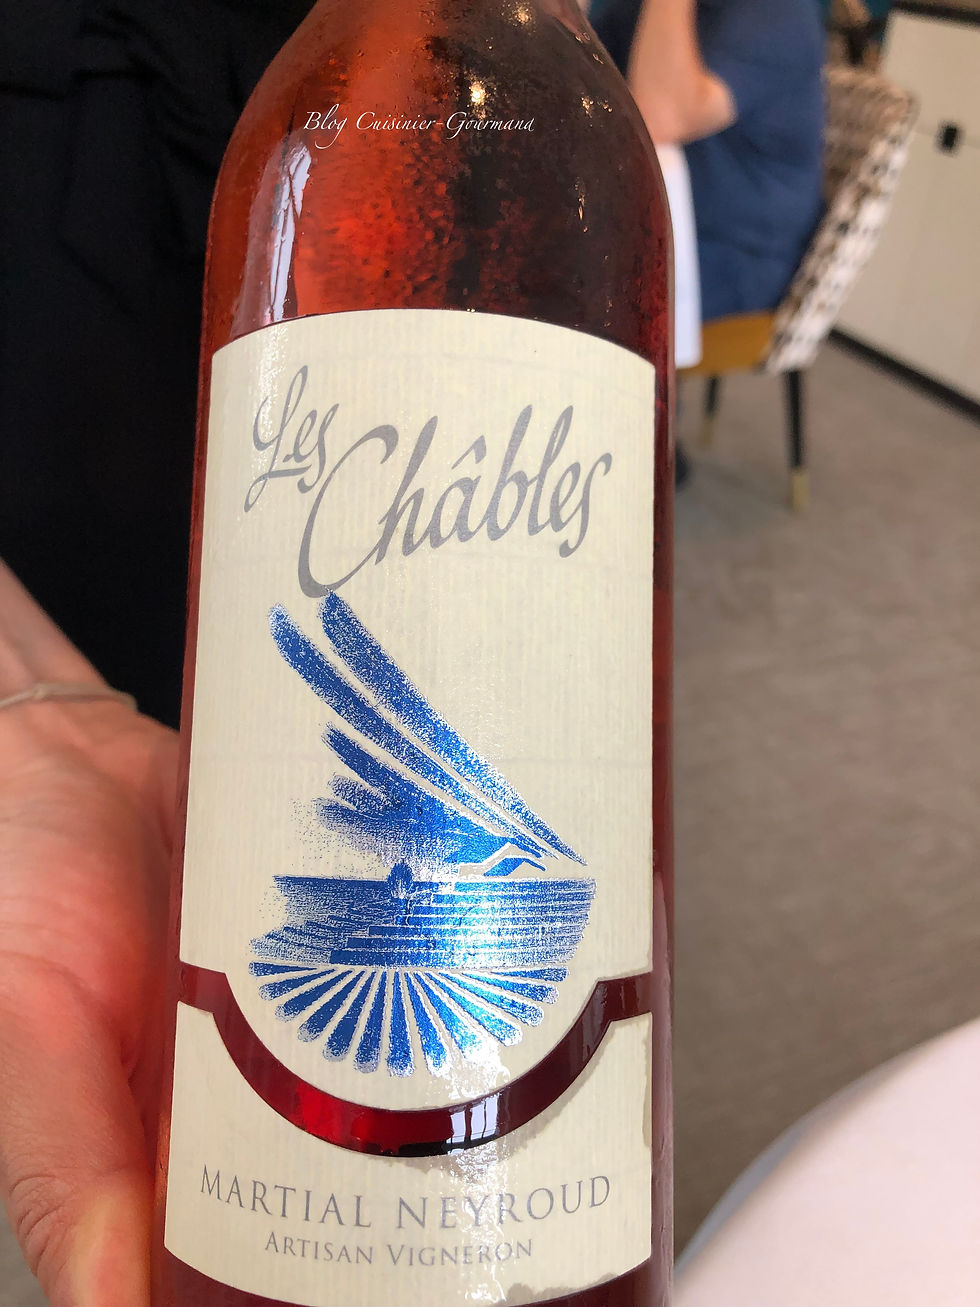 Blog Cuisinier-Gourmand
Les
Châbles
MARTIAL NEYROUD
ARTISAN VIGNERON